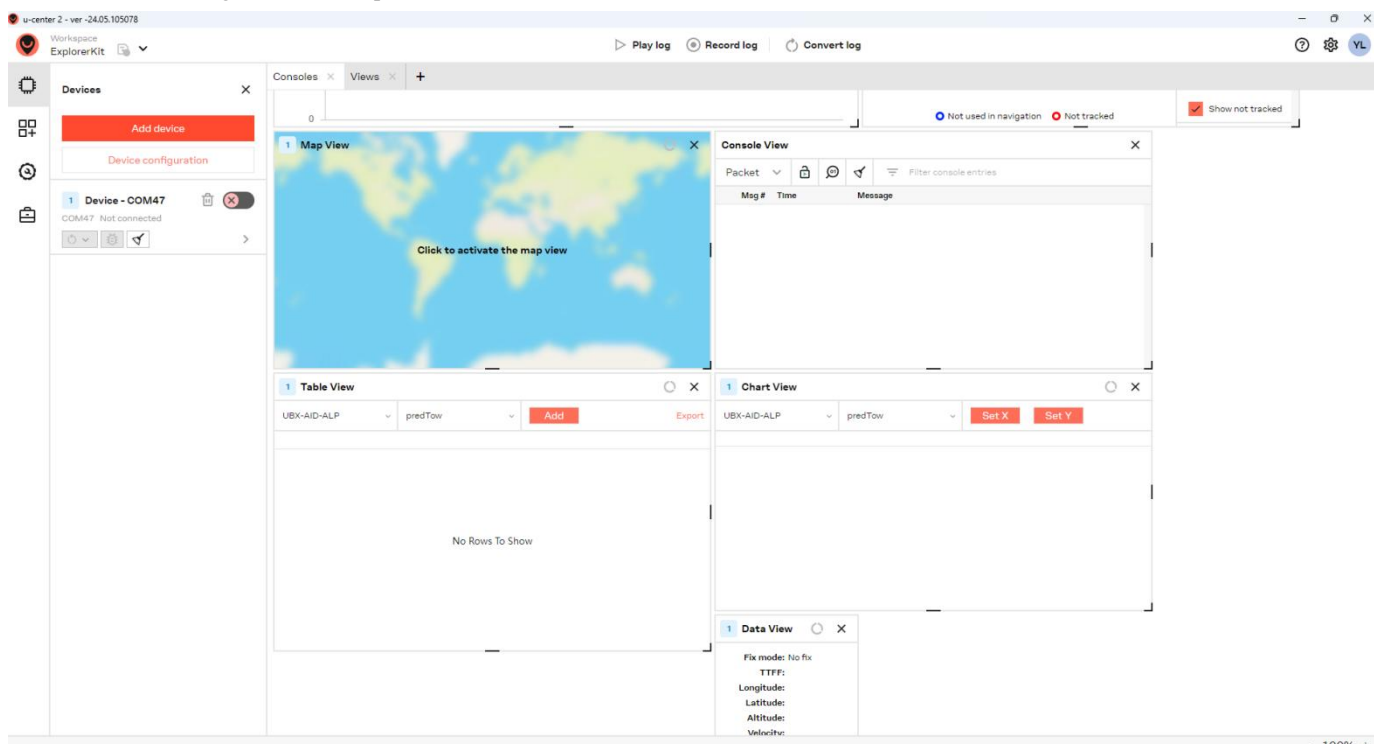 u-center 2 - ver -24.05.105078
Workspace
ExplorerKit
Play log
Record log
Convert log
YL
Devices
Add device
Device configuration
1 Device - COM47
COM47 Not connected
Consoles
Views
0
Not used in navigation
Not tracked
Show not tracked
1 Map View
Click to activate the map view
Console View
Packet
Filter console entries
Msg # Time Message
1 Table View
UBX-AID-ALP
predTow
Add
Export
No Rows To Show
1 Chart View
UBX-AID-ALP
predTow
Set X
Set Y
1 Data View
Fix mode: No fix
TTFF:
Longitude:
Latitude:
Altitude:
Velocity:
100% +